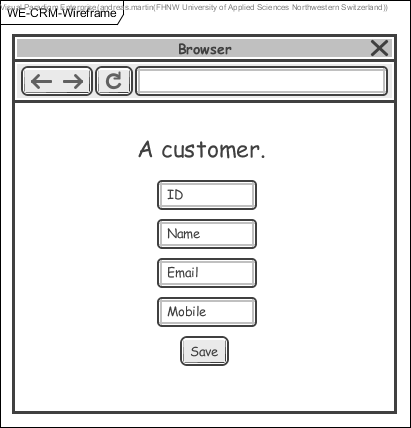 Visual Paradigm Enterprise(andreas.martin(FHNW University of Applied Sciences Northwestern Switzerland))
WE-CRM-Wireframe
Browser
A customer.
ID
Name
Email
Mobile
Save